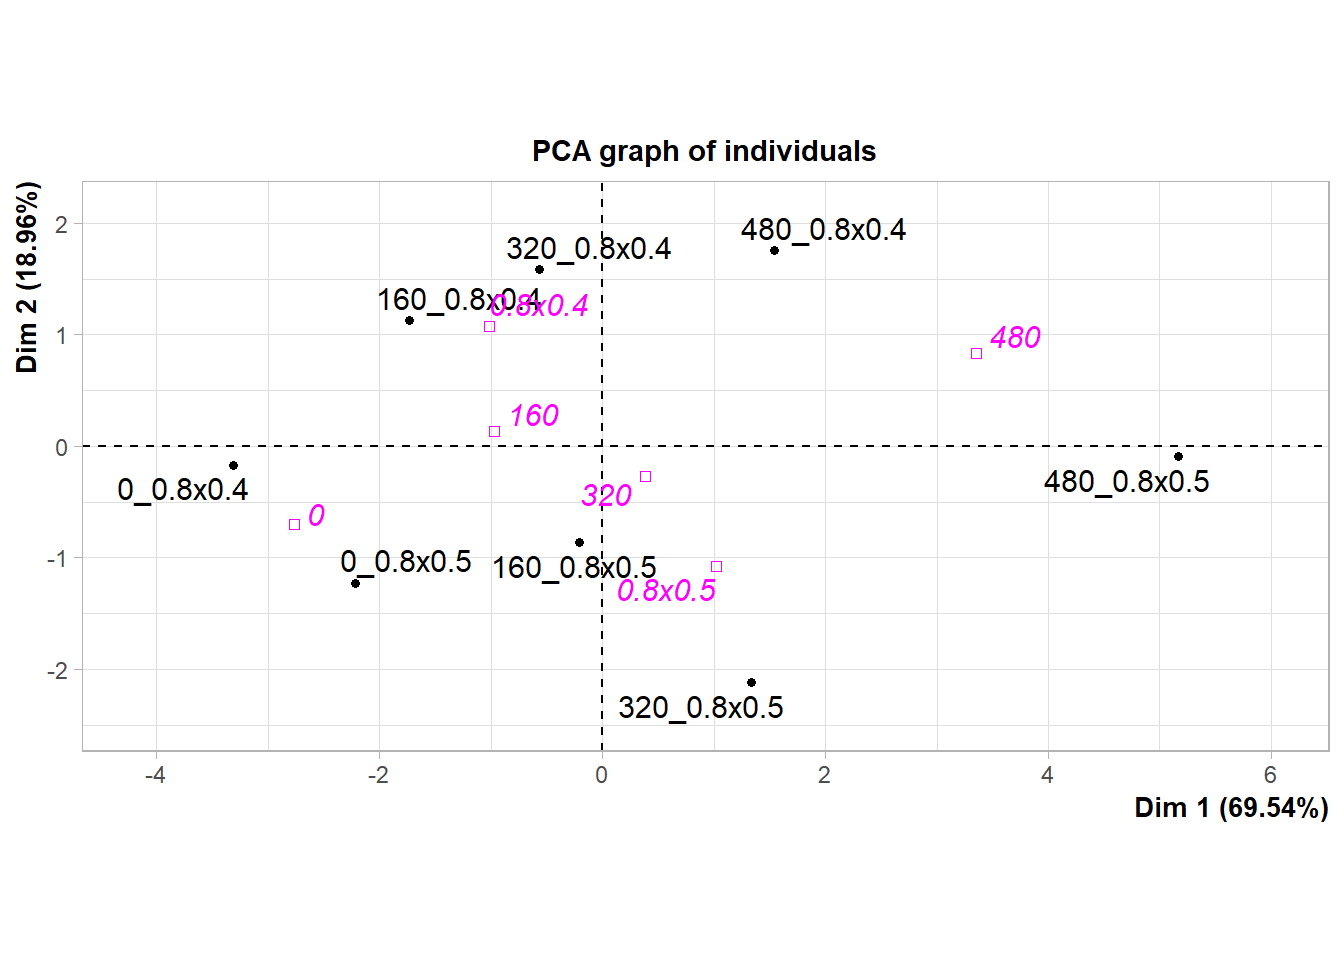 PCA graph of individuals
Dim 2 (18.96%)
2
1
0
-1
-2
480_0.8x0.4
320_0.8x0.4
160_0.8x0.4
0.8x0.4
480
160
0_0.8x0.4
480_0.8x0.5
320
0
0_0.8x0.5
160_0.8x0.5
0.8x0.5
320_0.8x0.5
-4
-2
0
2
4
6
Dim 1 (69.54%)